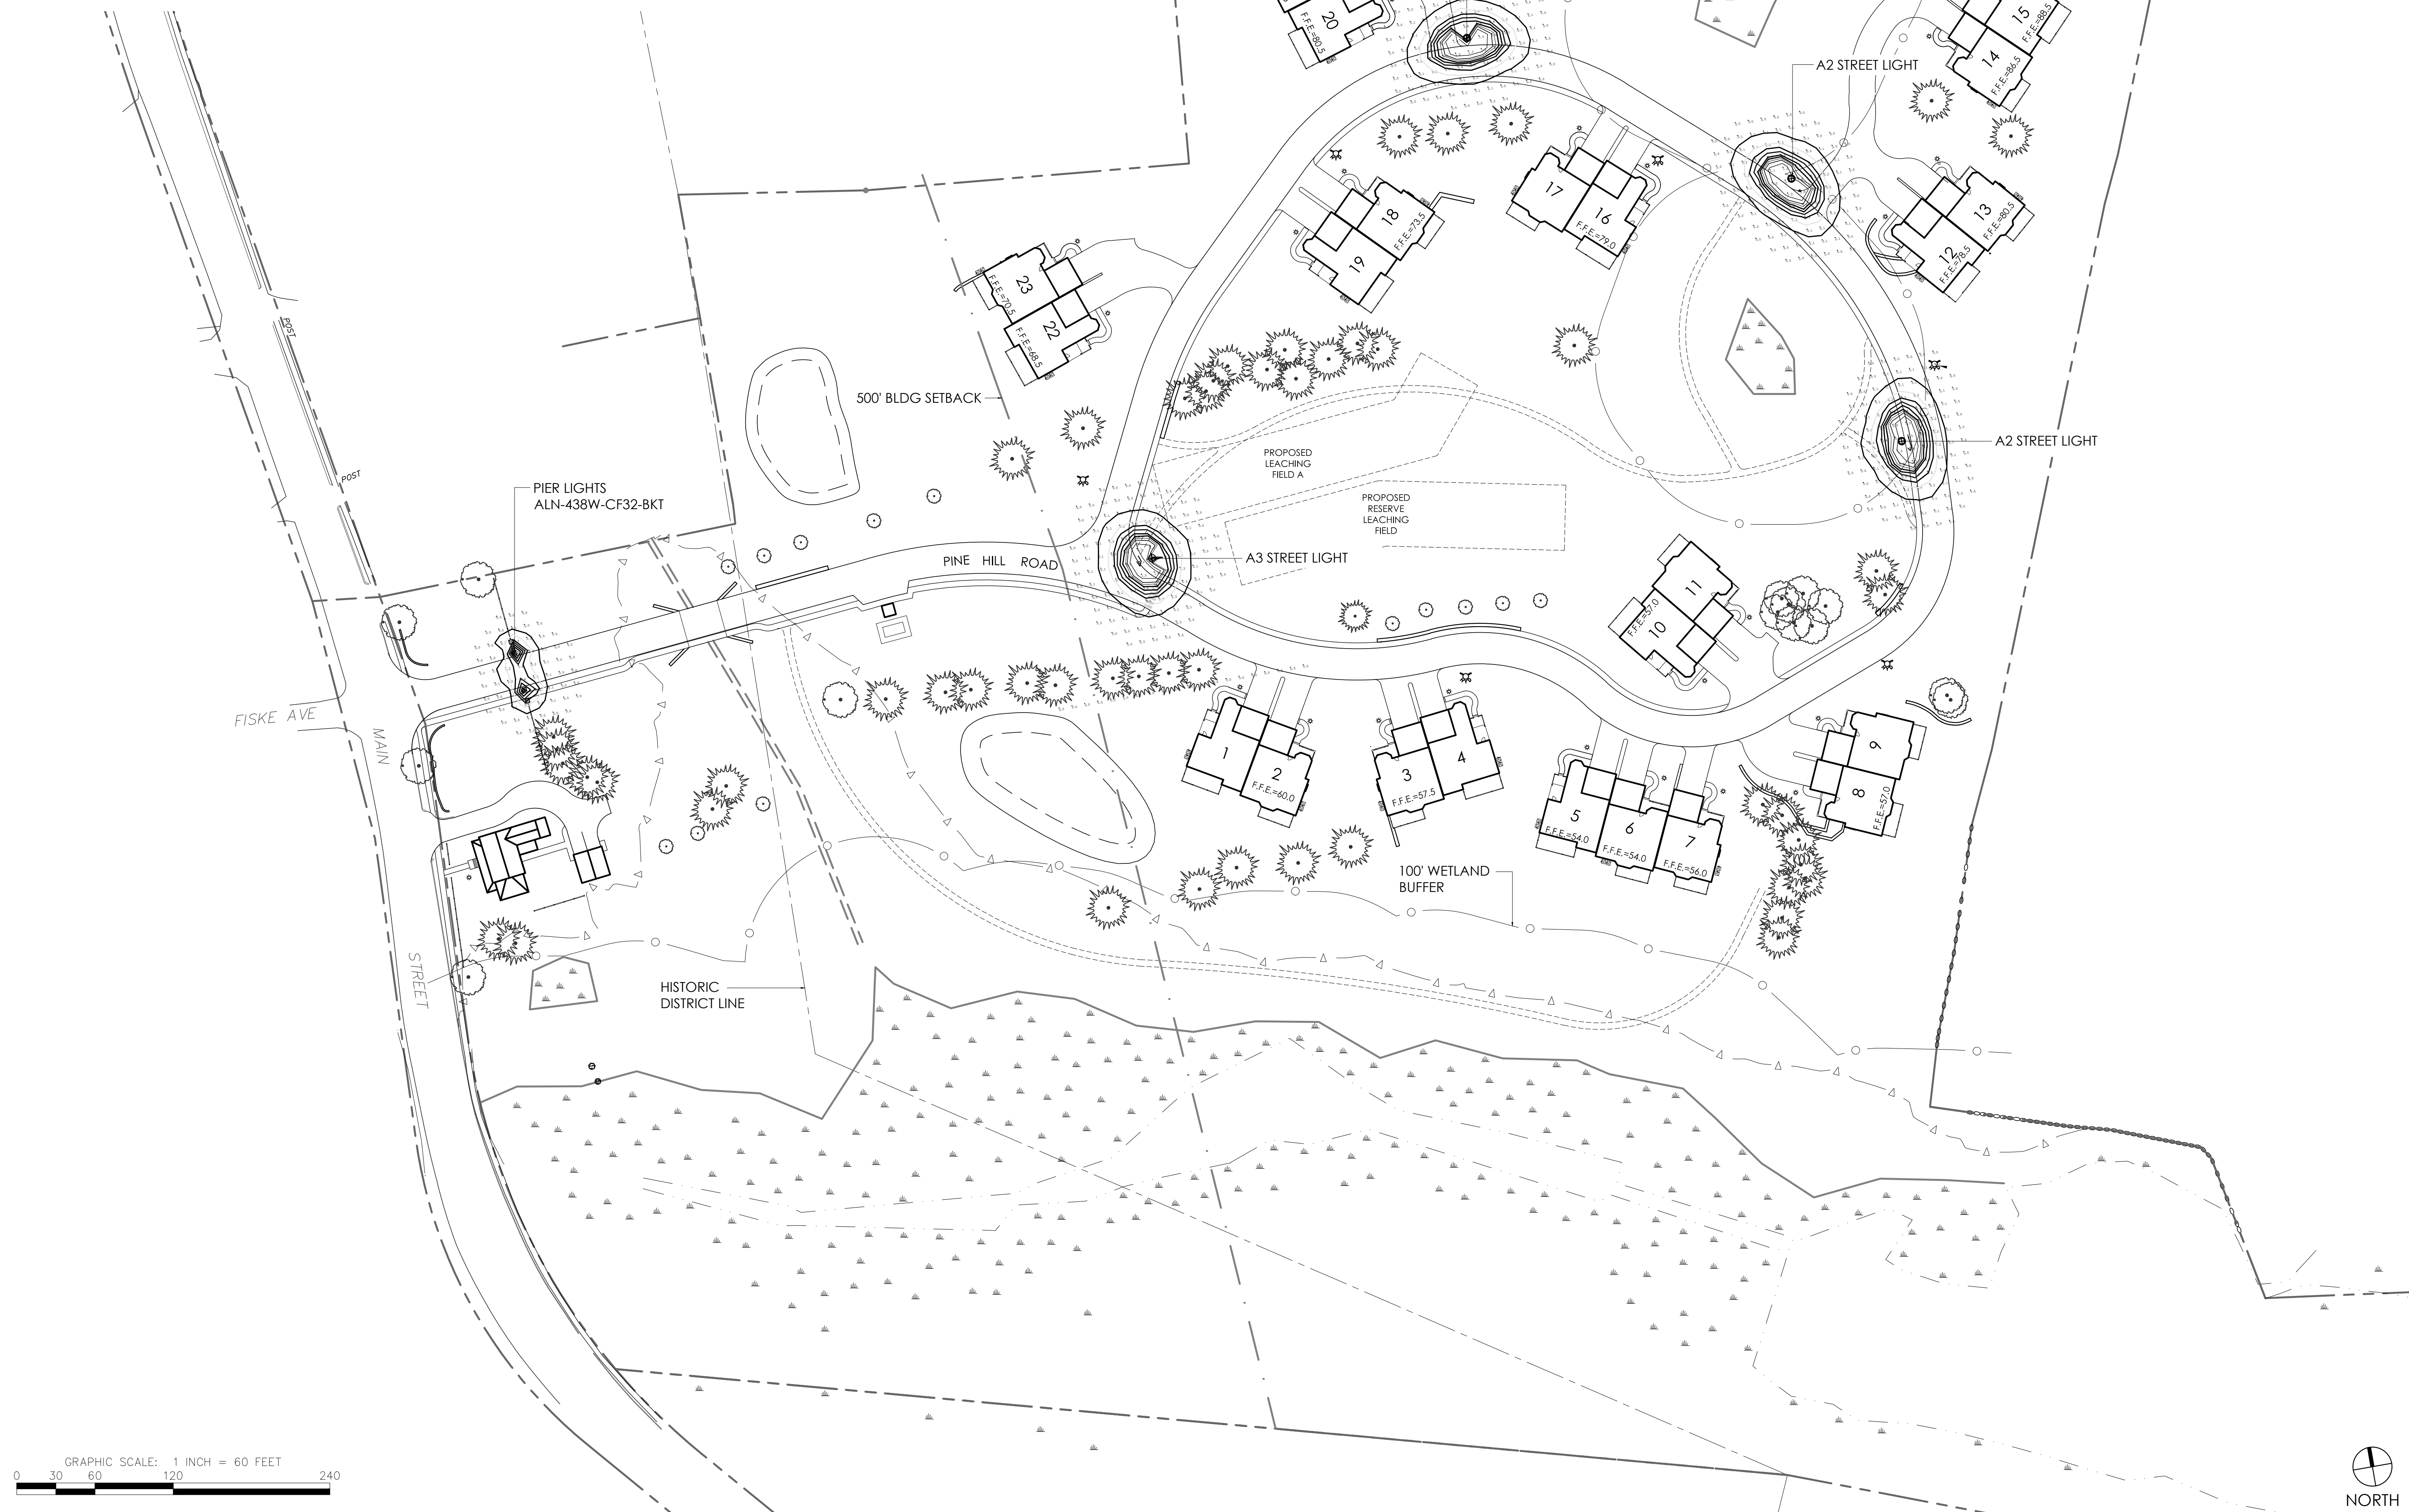 20
F.F.E.=80.5
15
F.F.E.=88.5
14
F.F.E.=86.5
A2 STREET LIGHT
17
16
F.F.E.=79.0
18
F.F.E.=73.5
19
13
F.F.E.=80.5
12
F.F.E.=78.5
23
F.F.E.=70.5
22
F.F.E.=68.5
POST
POST
500' BLDG SETBACK
A2 STREET LIGHT
PROPOSED
LEACHING
FIELD A
PROPOSED
RESERVE
LEACHING
FIELD
PIER LIGHTS
ALN-438W-CF32-BKT
PINE HILL ROAD
A3 STREET LIGHT
11
10
F.F.E.=57.0
FISKE AVE
MAIN
STREET
1
2
F.F.E.=60.0
3
F.F.E.=57.5
4
5
F.F.E.=54.0
6
F.F.E.=54.0
7
F.F.E.=56.0
9
8
F.F.E.=57.0
100' WETLAND
BUFFER
HISTORIC
DISTRICT LINE
GRAPHIC SCALE: 1 INCH = 60 FEET
0 30 60 120 240
NORTH